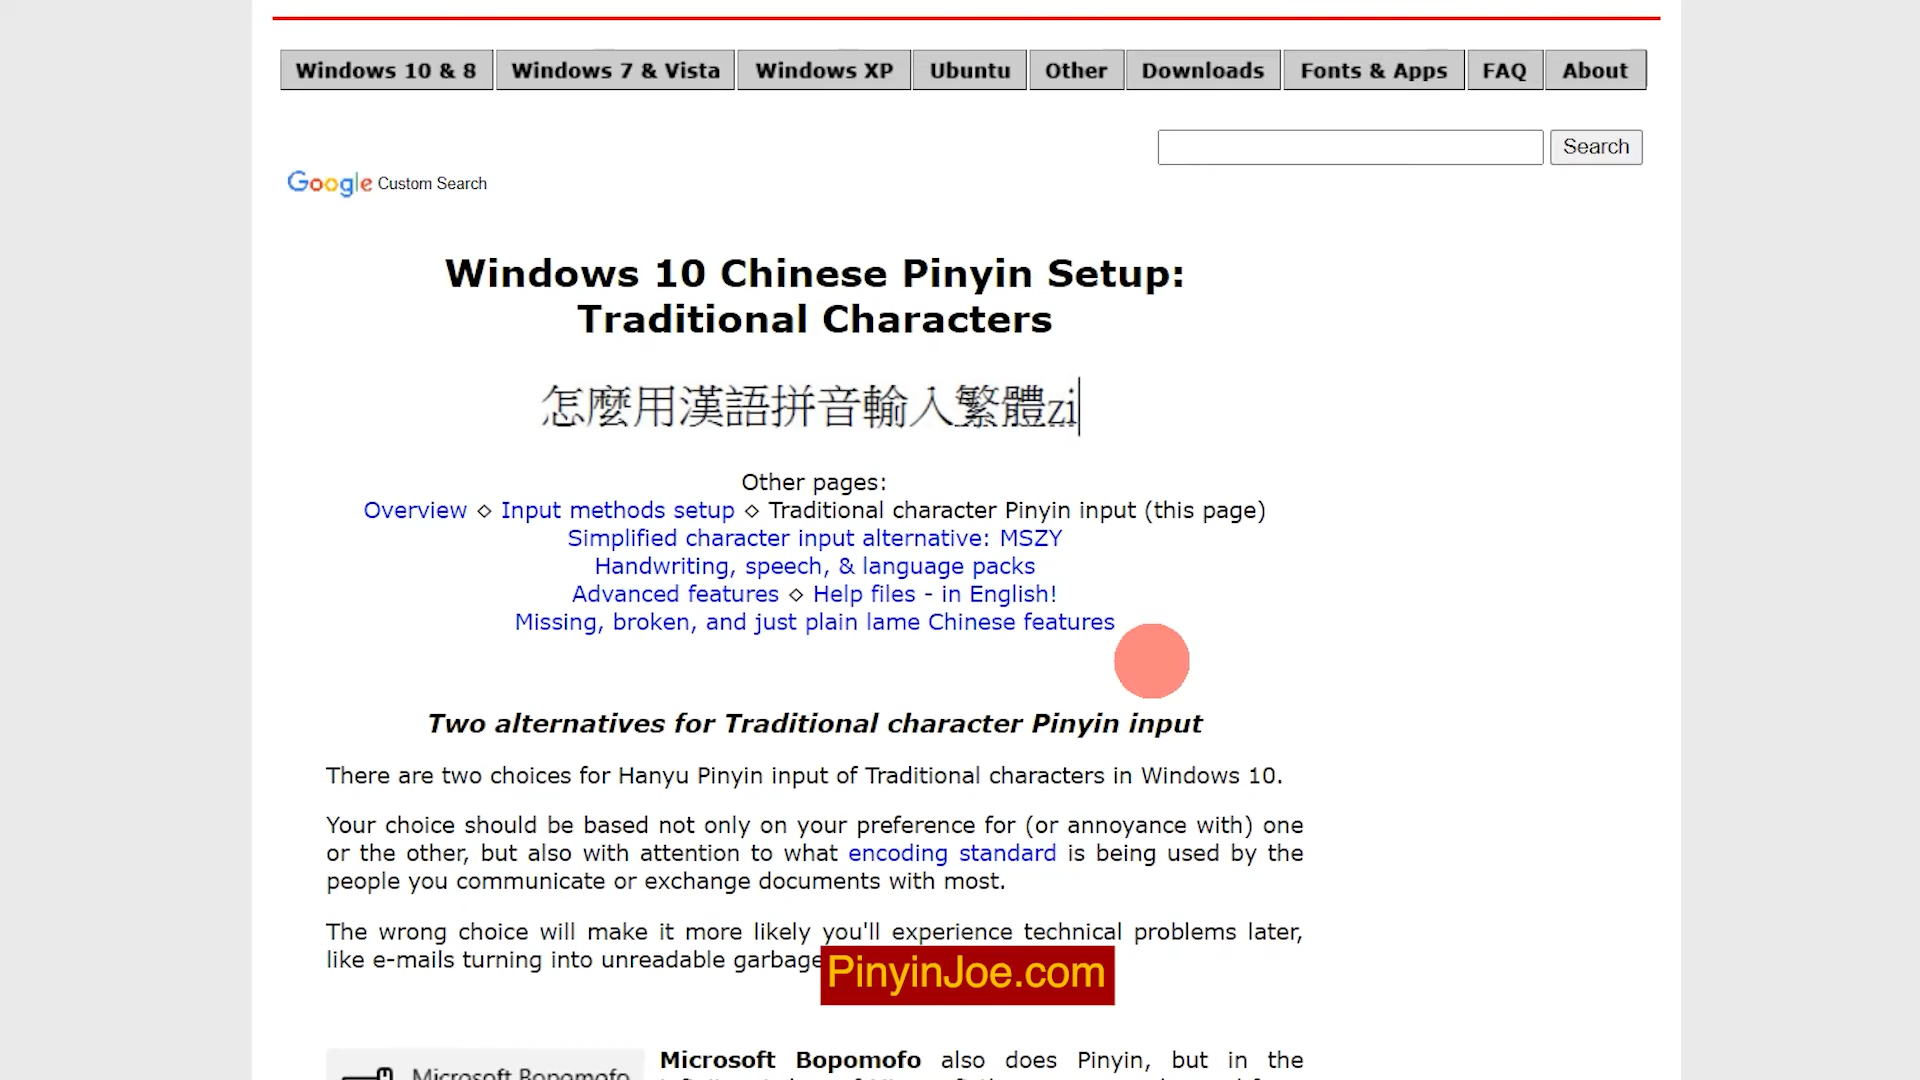 Windows 10 & 8 Windows 7 & Vista Windows XP Ubuntu Other Downloads Fonts & Apps FAQ About
Search
Google Custom Search
Windows 10 Chinese Pinyin Setup:
Traditional Characters
怎麼用漢語拼音輸入繁體zi
Other pages:
Overview ◇ Input methods setup ◇ Traditional character Pinyin input (this page)
Simplified character input alternative: MSZY
Handwriting, speech, & language packs
Advanced features ◇ Help files - in English!
Missing, broken, and just plain lame Chinese features
Two alternatives for Traditional character Pinyin input
There are two choices for Hanyu Pinyin input of Traditional characters in Windows 10.
Your choice should be based not only on your preference for (or annoyance with) one
or the other, but also with attention to what encoding standard is being used by the
people you communicate or exchange documents with most.
The wrong choice will make it more likely you'll experience technical problems later,
like e-mails turning into unreadable garbage
PinyinJoe.com
Microsoft Bopomofo also does Pinyin, but in the
Microsoft Bopomofo